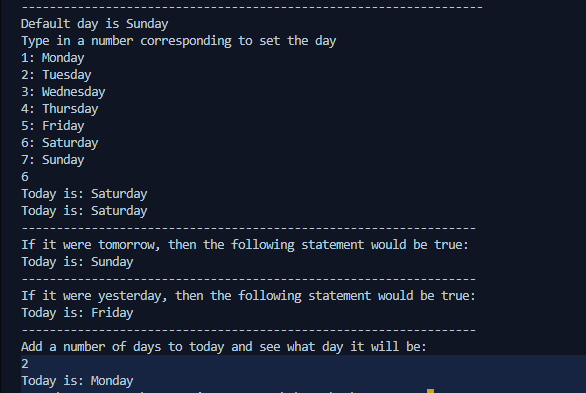 ------------------------------------------------------------------
Default day is Sunday
Type in a number corresponding to set the day
1: Monday
2: Tuesday
3: Wednesday
4: Thursday
5: Friday
6: Saturday
7: Sunday
6
Today is: Saturday
Today is: Saturday
-----------------------------------------------------------------
If it were tomorrow, then the following statement would be true:
Today is: Sunday
-----------------------------------------------------------------
If it were yesterday, then the following statement would be true:
Today is: Friday
-----------------------------------------------------------------
Add a number of days to today and see what day it will be:
2
Today is: Monday